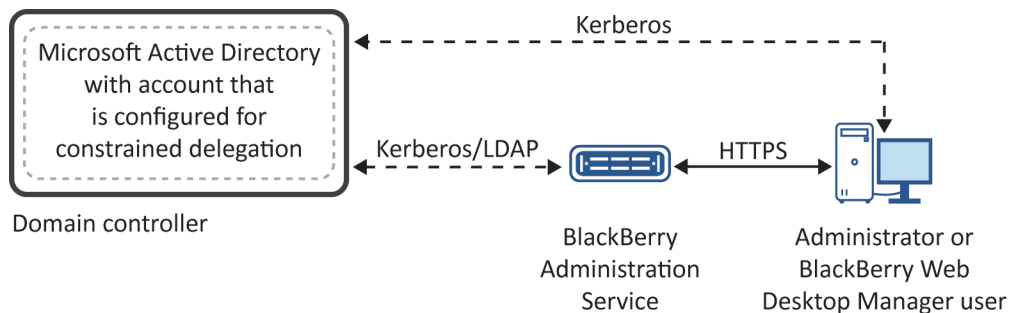 Kerberos
Microsoft Active Directory
with account that
is configured for
constrained delegation
Kerberos/LDAP
HTTPS
Domain controller
BlackBerry
Administration
Service
Administrator or
BlackBerry Web
Desktop Manager user